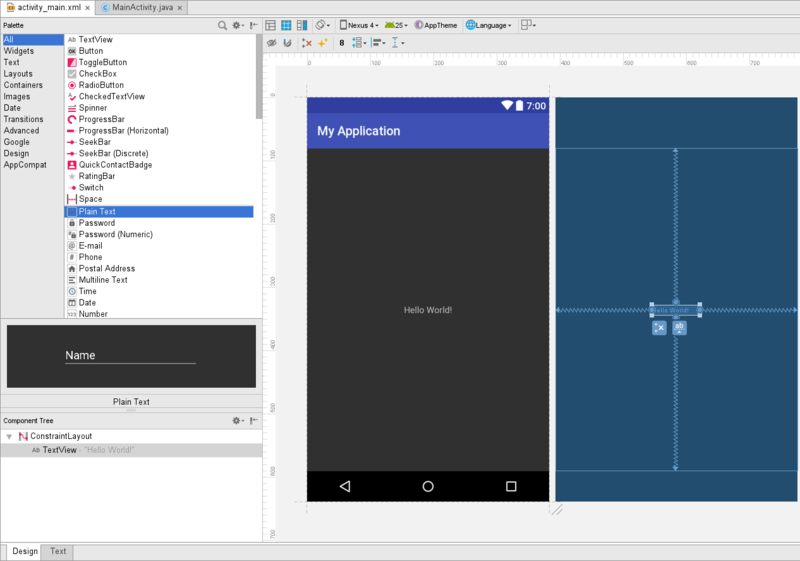 activity_main.xml × MainActivity.java ×
Palette
Nexus 4 25 AppTheme Language
8
All
Widgets
Text
Layouts
Containers
Images
Date
Transitions
Advanced
Google
Design
AppCompat
Ab TextView
OK Button
ToggleButton
CheckBox
RadioButton
CheckedTextView
Spinner
ProgressBar
ProgressBar (Horizontal)
SeekBar
SeekBar (Discrete)
QuickContactBadge
RatingBar
Switch
Space
Plain Text
Password
Password (Numeric)
@ E-mail
# Phone
Postal Address
Multiline Text
Time
Date
123 Number
0 100 200 300 400 500 600 700
0
100
200
300
400
500
600
700
7:00
My Application
Hello World!
Hello World!
ab
Name
Plain Text
Component Tree
ConstraintLayout
Ab TextView - "Hello World!"
Design Text